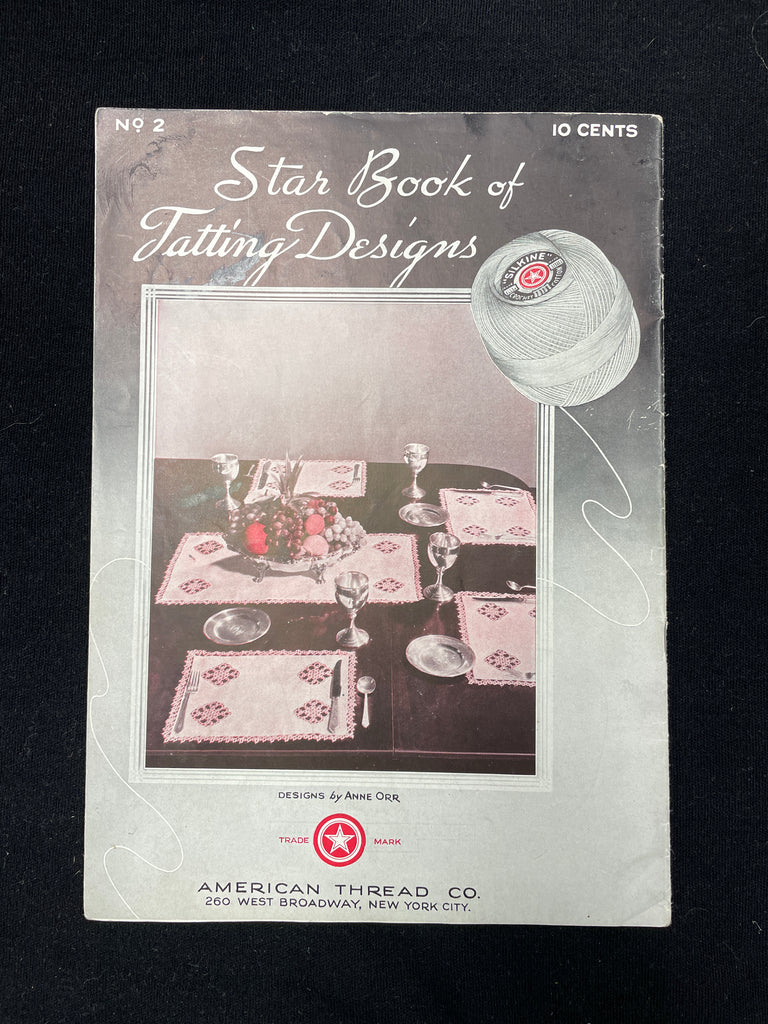 Nº 2
10 CENTS
Star Book of
Tatting Designs
"SILKINE"
CROCHET
DESIGNS by ANNE ORR
TRADE MARK
AMERICAN THREAD CO.
260 WEST BROADWAY, NEW YORK CITY.